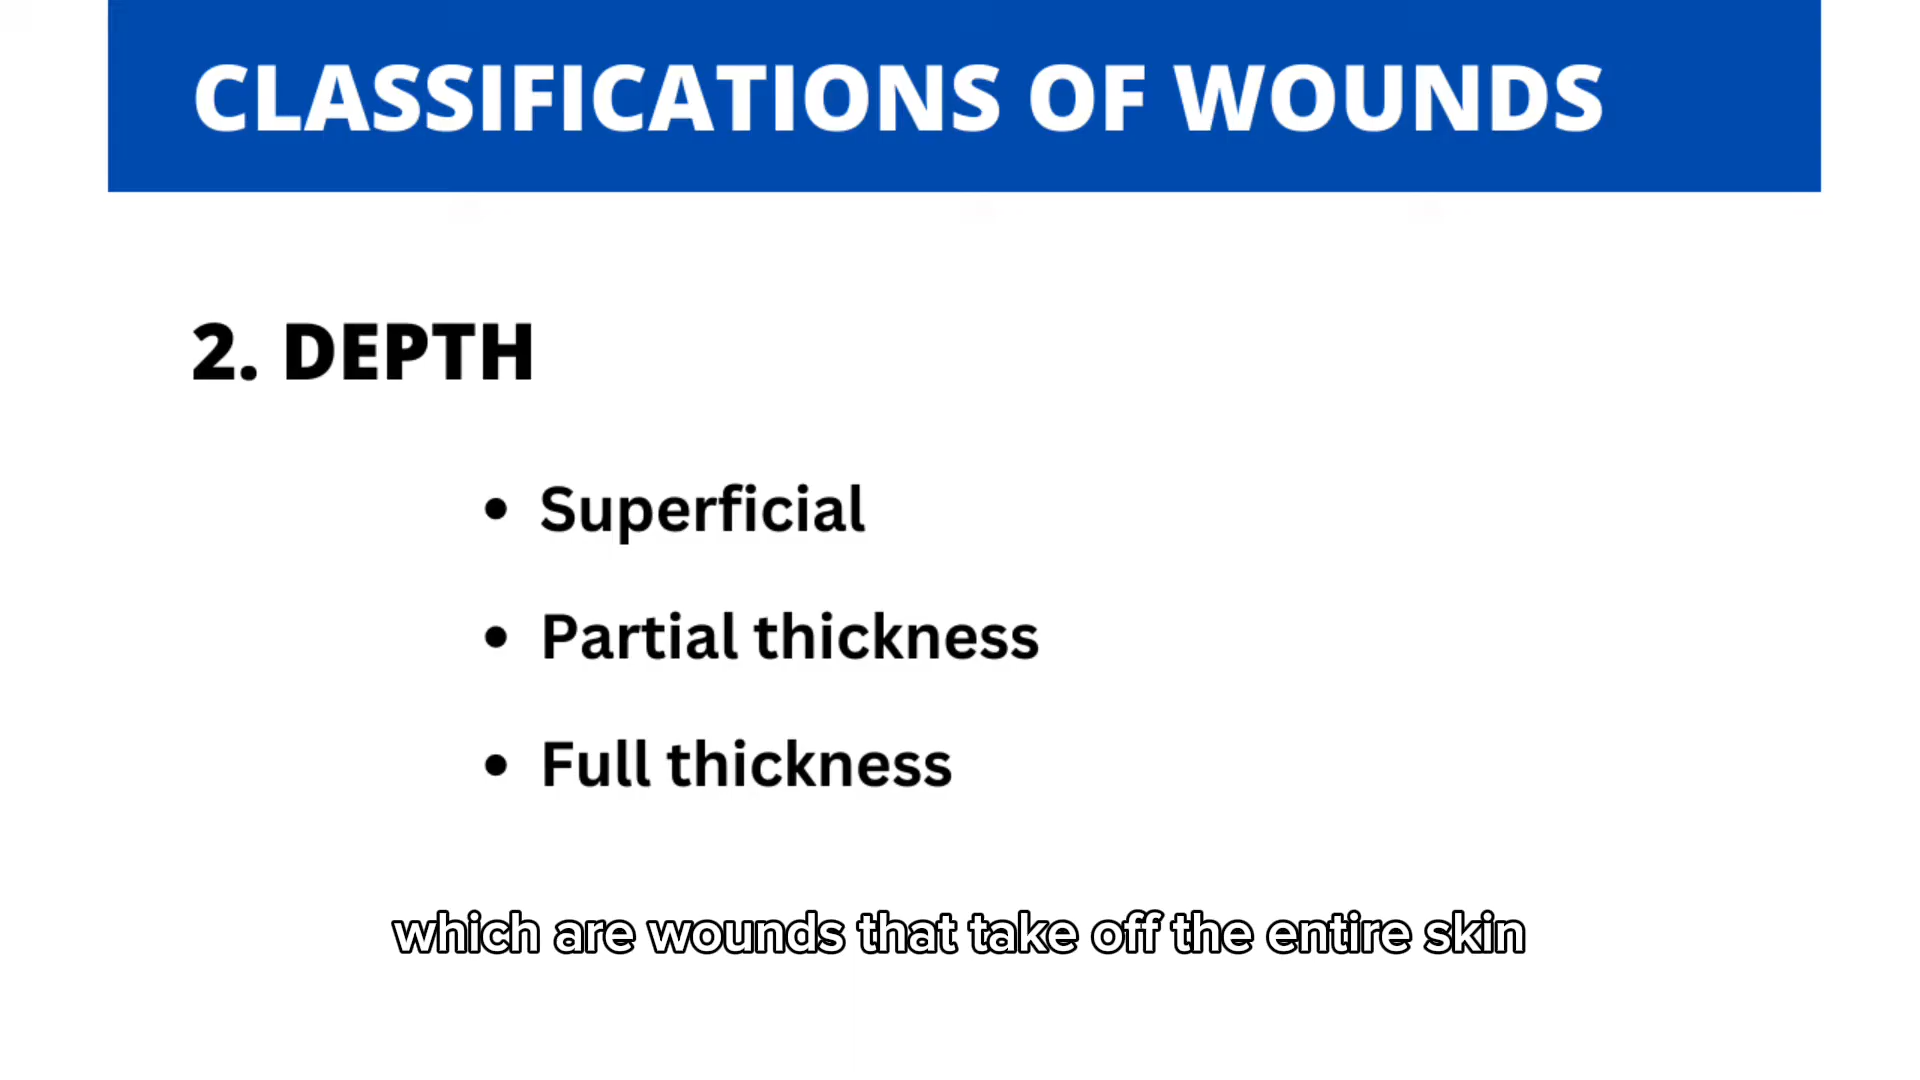 CLASSIFICATIONS OF WOUNDS
2. DEPTH
• Superficial
• Partial thickness
• Full thickness
which are wounds that take off the entire skin